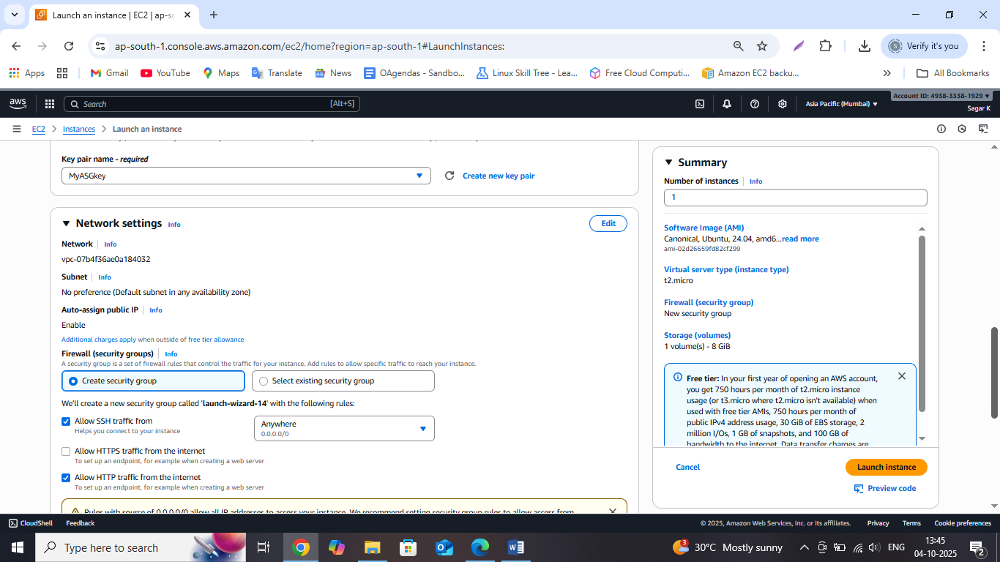 Launch an instance | EC2 | ap-so
ap-south-1.console.aws.amazon.com/ec2/home?region=ap-south-1#LaunchInstances:
Verify it's you
Apps
Gmail
YouTube
Maps
Translate
News
OAgendas - Sandbo...
Linux Skill Tree - Lea...
Free Cloud Computi...
Amazon EC2 backu...
All Bookmarks
aws
Search
[Alt+S]
Asia Pacific (Mumbai)
Account ID: 4938-3338-1929
Sagar K
EC2
Instances
Launch an instance
Key pair name - required
MyASGkey
Create new key pair
Network settings
Info
Edit
Network
Info
vpc-07b4f36ae0a184032
Subnet
Info
No preference (Default subnet in any availability zone)
Auto-assign public IP
Info
Enable
Additional charges apply when outside of free tier allowance
Firewall (security groups)
Info
A security group is a set of firewall rules that control the traffic for your instance. Add rules to allow specific traffic to reach your instance.
Create security group
Select existing security group
We'll create a new security group called 'launch-wizard-14' with the following rules:
Allow SSH traffic from
Helps you connect to your instance
Anywhere
0.0.0.0/0
Allow HTTPS traffic from the internet
To set up an endpoint, for example when creating a web server
Allow HTTP traffic from the internet
To set up an endpoint, for example when creating a web server
Rules with source of 0.0.0.0/0 allow all IP addresses to access your instance. We recommend setting security group rules to allow access from
Summary
Number of instances
Info
1
Software Image (AMI)
Canonical, Ubuntu, 24.04, amd6...read more
ami-02d26659fd82cf299
Virtual server type (instance type)
t2.micro
Firewall (security group)
New security group
Storage (volumes)
1 volume(s) - 8 GiB
Free tier: In your first year of opening an AWS account,
you get 750 hours per month of t2.micro instance
usage (or t3.micro where t2.micro isn't available) when
used with free tier AMIs, 750 hours per month of
public IPv4 address usage, 30 GiB of EBS storage, 2
million I/Os, 1 GB of snapshots, and 100 GB of
bandwidth to the internet. Data transfer charges are
Cancel
Launch instance
Preview code
CloudShell
Feedback
© 2025, Amazon Web Services, Inc. or its affiliates.
Privacy
Terms
Cookie preferences
Type here to search
30°C Mostly sunny
ENG
13:45
04-10-2025
2